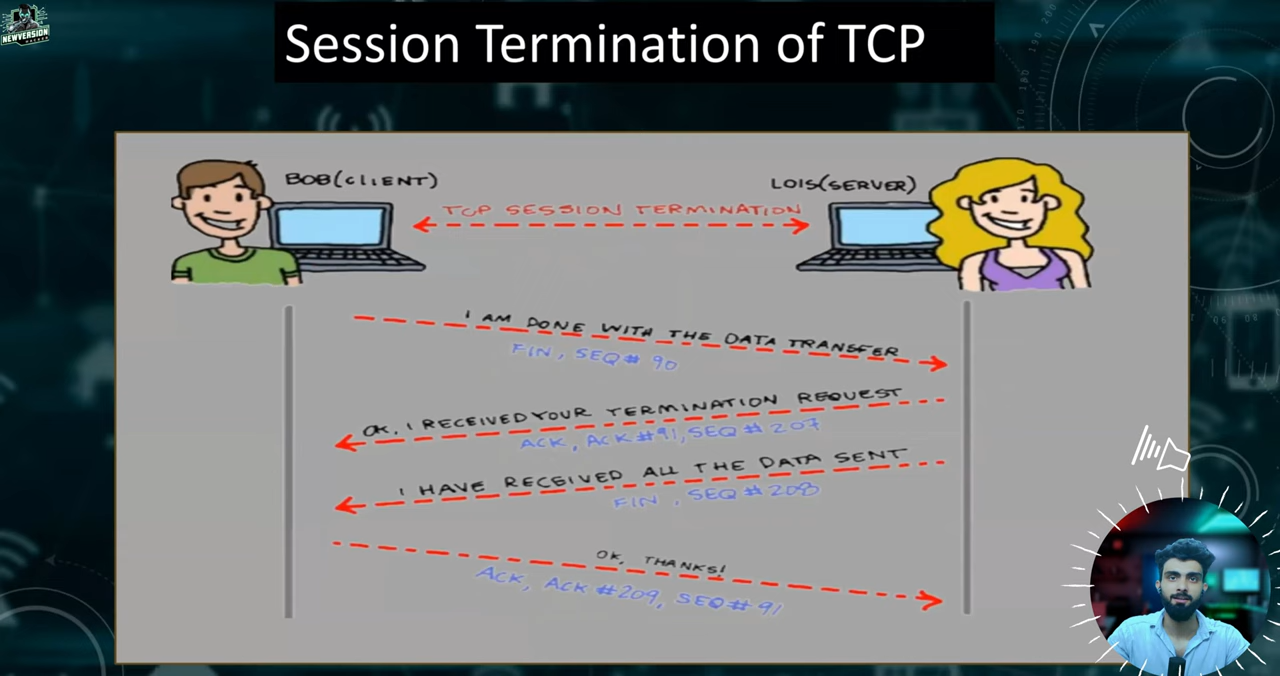 NEWVERSION
HACKER
Session Termination of TCP
BOB(CLIENT)
LOIS(SERVER)
TCP SESSION TERMINATION
I AM DONE WITH THE DATA TRANSFER
FIN, SEQ# 90
OK, I RECEIVED YOUR TERMINATION REQUEST
ACK, ACK#91, SEQ#207
I HAVE RECEIVED ALL THE DATA SENT
FIN, SEQ#208
OK, THANKS!
ACK, ACK #209, SEQ#91